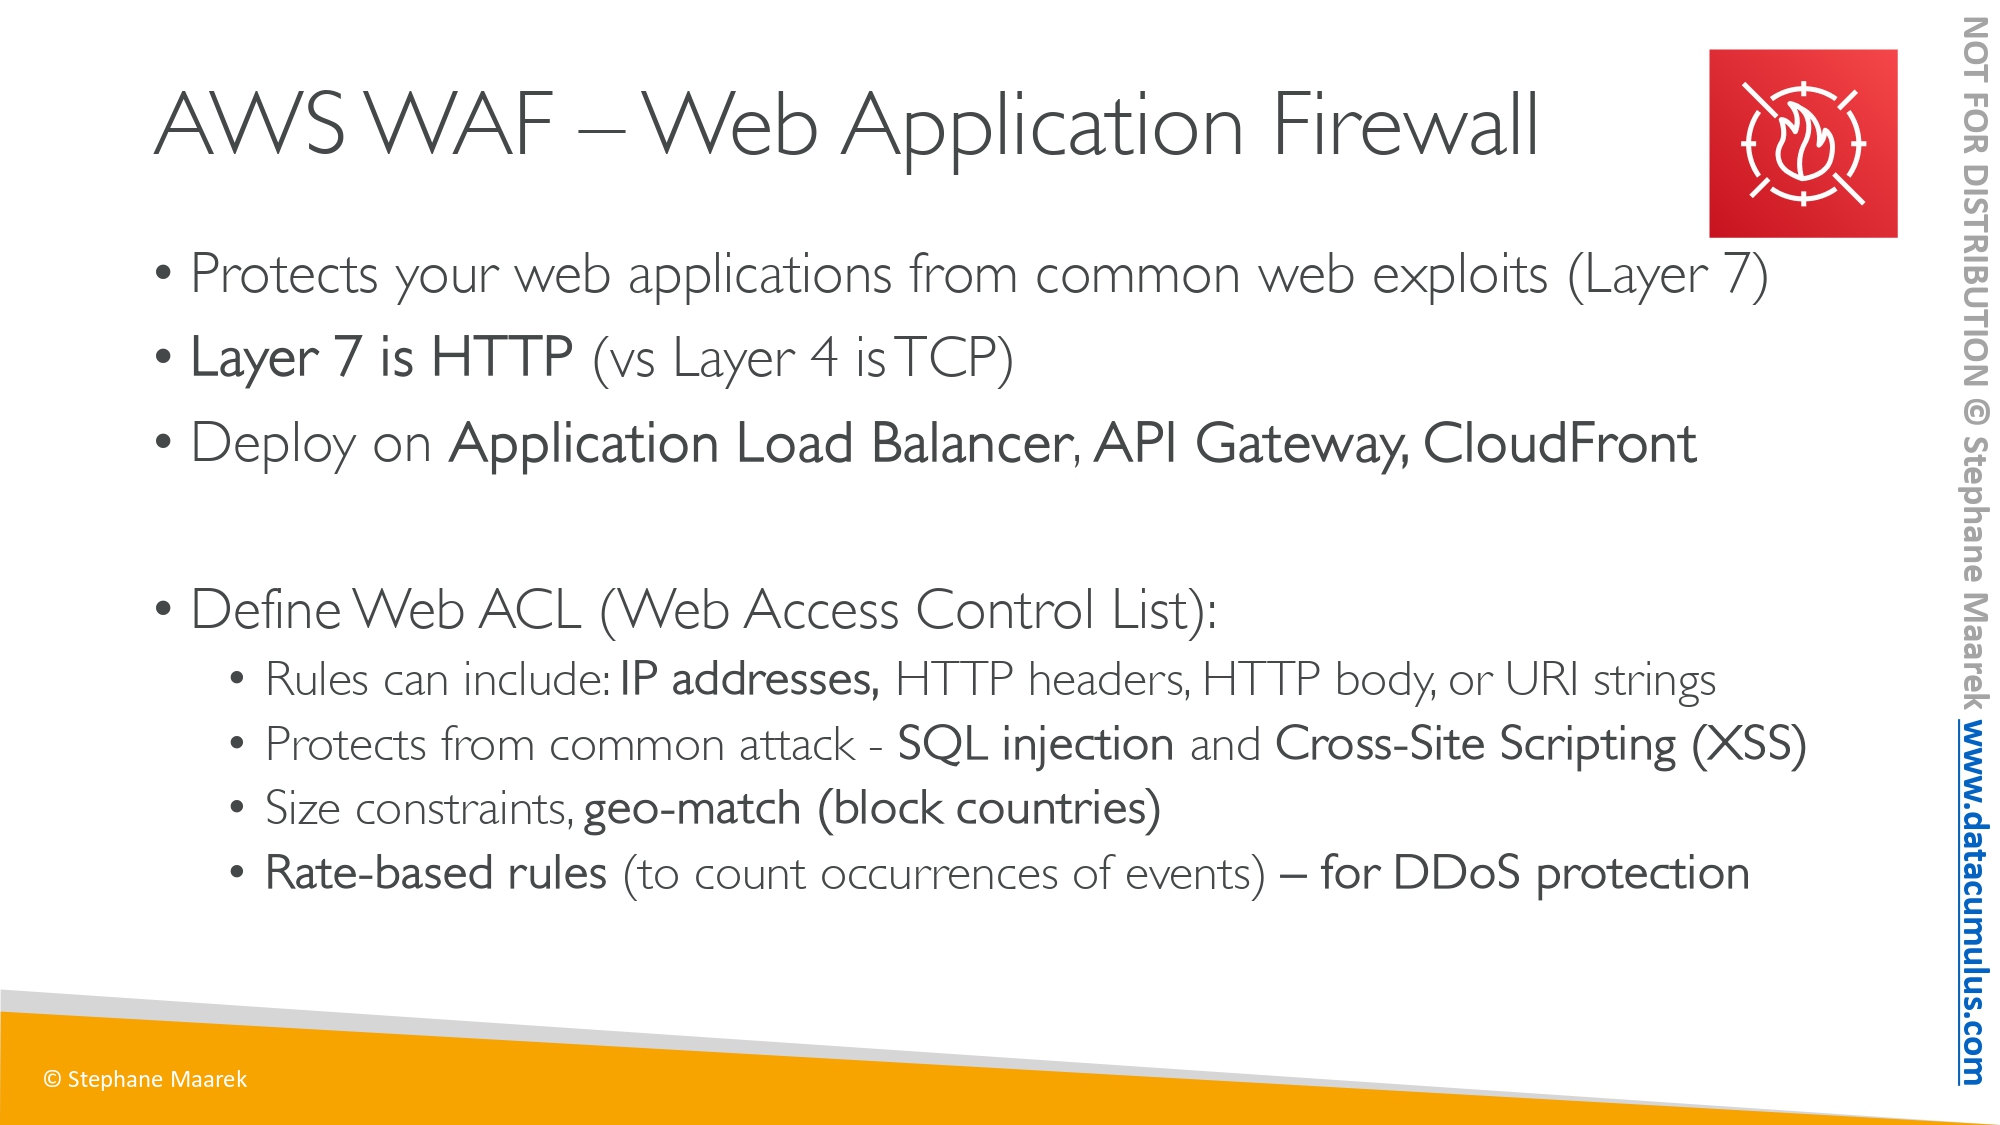 AWS WAF – Web Application Firewall
• Protects your web applications from common web exploits (Layer 7)
• Layer 7 is HTTP (vs Layer 4 is TCP)
• Deploy on Application Load Balancer, API Gateway, CloudFront
• Define Web ACL (Web Access Control List):
• Rules can include: IP addresses, HTTP headers, HTTP body, or URI strings
• Protects from common attack - SQL injection and Cross-Site Scripting (XSS)
• Size constraints, geo-match (block countries)
• Rate-based rules (to count occurrences of events) – for DDoS protection
© Stephane Maarek
NOT FOR DISTRIBUTION © Stephane Maarek www.datacumulus.com